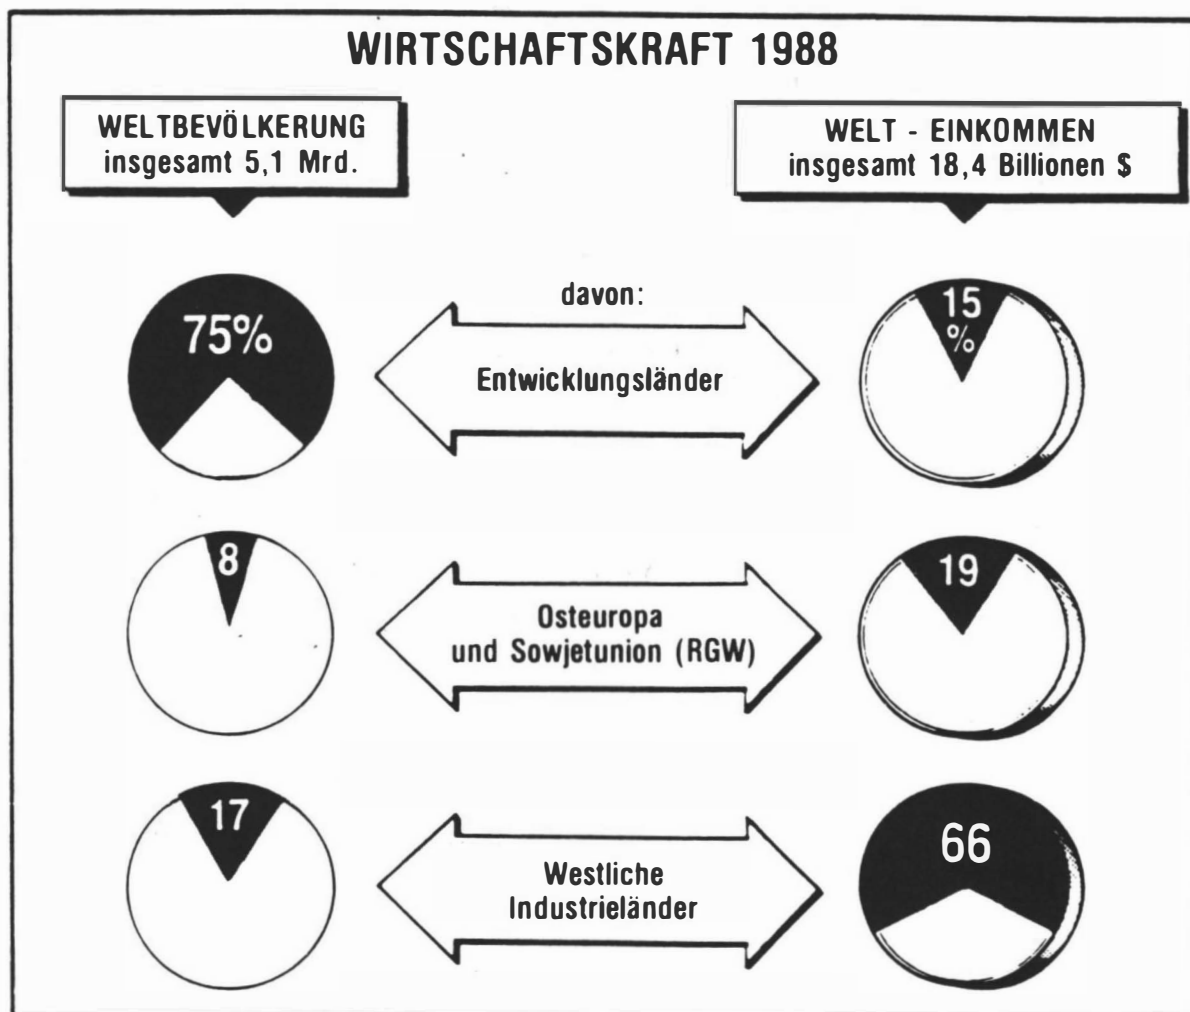 WIRTSCHAFTSKRAFT 1988
WELTBEVÖLKERUNG
insgesamt 5,1 Mrd.
WELT - EINKOMMEN
insgesamt 18,4 Billionen $
davon:
75%
Entwicklungsländer
15
%
8
Osteuropa
und Sowjetunion (RGW)
19
17
Westliche
Industrieländer
66